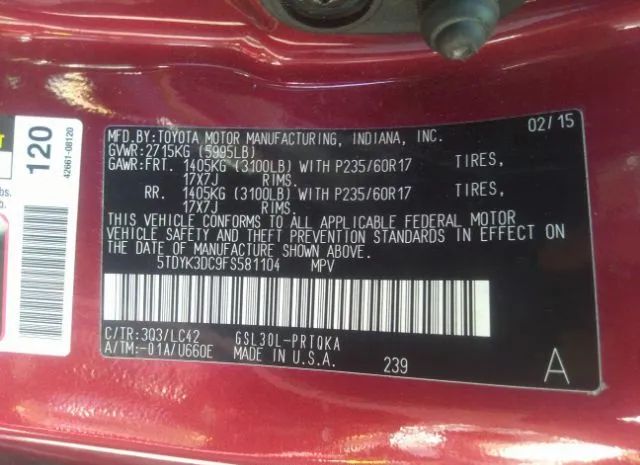 MFD.BY:TOYOTA MOTOR MANUFACTURING, INDIANA, INC. 02/15
GVWR:2715KG (5995LB)
GAWR:FRT. 1405KG (3100LB) WITH P235/60R17 TIRES,
17X7J RIMS.
RR. 1405KG (3100LB) WITH P235/60R17 TIRES,
17X7J RIMS.
THIS VEHICLE CONFORMS TO ALL APPLICABLE FEDERAL MOTOR
VEHICLE SAFETY AND THEFT PREVENTION STANDARDS IN EFFECT ON
THE DATE OF MANUFACTURE SHOWN ABOVE.
5TDYK3DC9FS581104 MPV
C/TR:3Q3/LC42 GSL30L-PRTQKA
A/TM:-01A/U660E MADE IN U.S.A. 239 A
120
42661-08120
lbs.